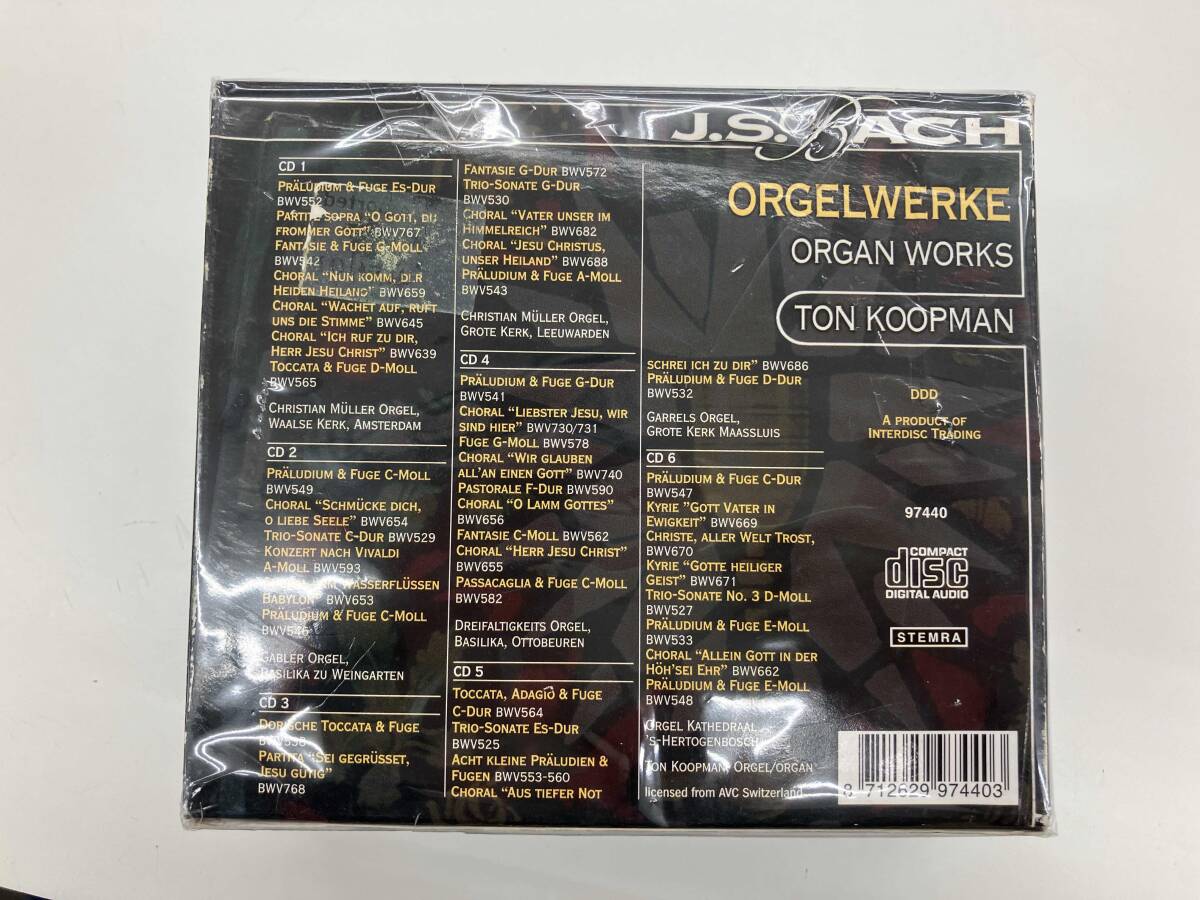 J.S. BACH
ORGELWERKE
ORGAN WORKS
TON KOOPMAN
CD 1
PRÄLUDIUM & FUGE ES-DUR
BWV552
PARTITA SOPRA “O GOTT, DU
FROMMER GOTT” BWV767
FANTASIE & FUGE G-MOLL
BWV542
CHORAL “NUN KOMM, DER
HEIDEN HEILAND” BWV659
CHORAL “WACHET AUF, RUFT
UNS DIE STIMME” BWV645
CHORAL “ICH RUF ZU DIR,
HERR JESU CHRIST” BWV639
TOCCATA & FUGE D-MOLL
BWV565
CHRISTIAN MÜLLER ORGEL,
WAALSE KERK, AMSTERDAM
CD 2
PRÄLUDIUM & FUGE C-MOLL
BWV549
CHORAL “SCHMÜCKE DICH,
O LIEBE SEELE” BWV654
TRIO-SONATE C-DUR BWV529
KONZERT NACH VIVALDI
A-MOLL BWV593
WASSERFLÜSSEN
BABYLON” BWV653
PRÄLUDIUM & FUGE C-MOLL
BWV546
GABLER ORGEL,
BASILIKA ZU WEINGARTEN
CD 3
DORISCHE TOCCATA & FUGE
BWV538
PARTITA “SEI GEGRÜSSET,
JESU GUTIG”
BWV768
FANTASIE G-DUR BWV572
TRIO-SONATE G-DUR
BWV530
CHORAL “VATER UNSER IM
HIMMELREICH” BWV682
CHORAL “JESU CHRISTUS,
UNSER HEILAND” BWV688
PRÄLUDIUM & FUGE A-MOLL
BWV543
CHRISTIAN MÜLLER ORGEL,
GROTE KERK, LEEUWARDEN
CD 4
PRÄLUDIUM & FUGE G-DUR
BWV541
CHORAL “LIEBSTER JESU, WIR
SIND HIER” BWV730/731
FUGE G-MOLL BWV578
CHORAL “WIR GLAUBEN
ALL’AN EINEN GOTT” BWV740
PASTORALE F-DUR BWV590
CHORAL “O LAMM GOTTES”
BWV656
FANTASIE C-MOLL BWV562
CHORAL “HERR JESU CHRIST”
BWV655
PASSACAGLIA & FUGE C-MOLL
BWV582
DREIFALTIGKEITS ORGEL,
BASILIKA, OTTOBEUREN
CD 5
TOCCATA, ADAGIO & FUGE
C-DUR BWV564
TRIO-SONATE ES-DUR
BWV525
ACHT KLEINE PRÄLUDIEN &
FUGEN BWV553-560
CHORAL “AUS TIEFER NOT
SCHREI ICH ZU DIR” BWV686
PRÄLUDIUM & FUGE D-DUR
BWV532
GARRELS ORGEL,
GROTE KERK MAASSLUIS
CD 6
PRÄLUDIUM & FUGE C-DUR
BWV547
KYRIE "GOTT VATER IN
EWIGKEIT” BWV669
CHRISTE, ALLER WELT TROST,
BWV670
KYRIE “GOTTE HEILIGER
GEIST” BWV671
TRIO-SONATE NO. 3 D-MOLL
BWV527
PRÄLUDIUM & FUGE E-MOLL
BWV533
CHORAL “ALLEIN GOTT IN DER
HÖH’SEI EHR” BWV662
PRÄLUDIUM & FUGE E-MOLL
BWV548
ORGEL KATHEDRAAL
’S-HERTOGENBOSCH
TON KOOPMAN, ORGEL/ORGAN
licensed from AVC Switzerland
DDD
A PRODUCT OF
INTERDISC TRADING
97440
COMPACT
disc
DIGITAL AUDIO
STEMRA
8 712629 974403